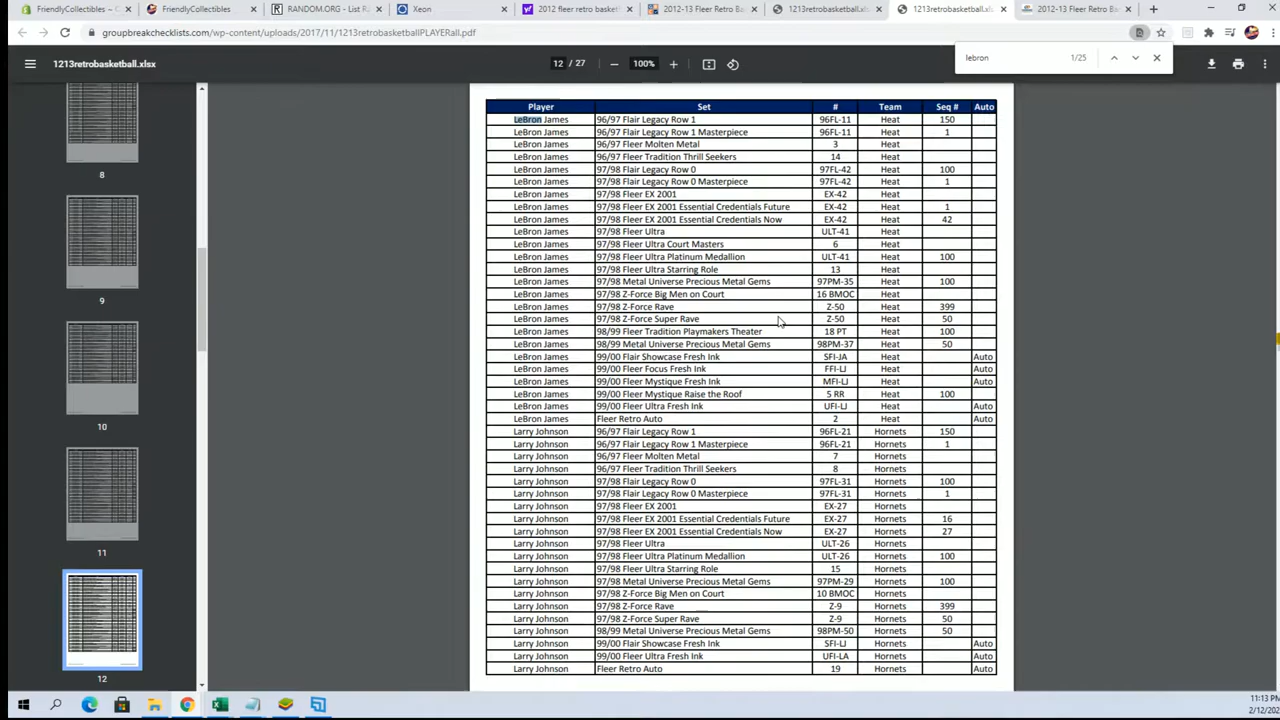 FriendlyCollectibles
FriendlyCollectibles
RANDOM.ORG - List R
Xeon
2012 fleer retro basketb
2012-13 Fleer Retro Bas
1213retrobasketball.xls
1213retrobasketball.xls
2012-13 Fleer Retro Ba
groupbreakchecklists.com/wp-content/uploads/2017/11/1213retrobasketballPLAYERall.pdf
lebron 1/25
1213retrobasketball.xlsx 12 / 27 100%
Player Set # Team Seq # Auto
LeBron James 96/97 Flair Legacy Row 1 96FL-11 Heat 150
LeBron James 96/97 Flair Legacy Row 1 Masterpiece 96FL-11 Heat 1
LeBron James 96/97 Fleer Molten Metal 3 Heat
LeBron James 96/97 Fleer Tradition Thrill Seekers 14 Heat
LeBron James 97/98 Flair Legacy Row 0 97FL-42 Heat 100
LeBron James 97/98 Flair Legacy Row 0 Masterpiece 97FL-42 Heat 1
LeBron James 97/98 Fleer EX 2001 EX-42 Heat
LeBron James 97/98 Fleer EX 2001 Essential Credentials Future EX-42 Heat 1
LeBron James 97/98 Fleer EX 2001 Essential Credentials Now EX-42 Heat 42
LeBron James 97/98 Fleer Ultra ULT-41 Heat
LeBron James 97/98 Fleer Ultra Court Masters 6 Heat
LeBron James 97/98 Fleer Ultra Platinum Medallion ULT-41 Heat 100
LeBron James 97/98 Fleer Ultra Starring Role 13 Heat
LeBron James 97/98 Metal Universe Precious Metal Gems 97PM-35 Heat 100
LeBron James 97/98 Z-Force Big Men on Court 16 BMOC Heat
LeBron James 97/98 Z-Force Rave Z-50 Heat 399
LeBron James 97/98 Z-Force Super Rave Z-50 Heat 50
LeBron James 98/99 Fleer Tradition Playmakers Theater 18 PT Heat 100
LeBron James 98/99 Metal Universe Precious Metal Gems 98PM-37 Heat 50
LeBron James 99/00 Flair Showcase Fresh Ink SFI-JA Heat Auto
LeBron James 99/00 Fleer Focus Fresh Ink FFI-LJ Heat Auto
LeBron James 99/00 Fleer Mystique Fresh Ink MFI-LJ Heat Auto
LeBron James 99/00 Fleer Mystique Raise the Roof 5 RR Heat 100
LeBron James 99/00 Fleer Ultra Fresh Ink UFI-LJ Heat Auto
LeBron James Fleer Retro Auto 2 Heat Auto
Larry Johnson 96/97 Flair Legacy Row 1 96FL-21 Hornets 150
Larry Johnson 96/97 Flair Legacy Row 1 Masterpiece 96FL-21 Hornets 1
Larry Johnson 96/97 Fleer Molten Metal 7 Hornets
Larry Johnson 96/97 Fleer Tradition Thrill Seekers 8 Hornets
Larry Johnson 97/98 Flair Legacy Row 0 97FL-31 Hornets 100
Larry Johnson 97/98 Flair Legacy Row 0 Masterpiece 97FL-31 Hornets 1
Larry Johnson 97/98 Fleer EX 2001 EX-27 Hornets
Larry Johnson 97/98 Fleer EX 2001 Essential Credentials Future EX-27 Hornets 16
Larry Johnson 97/98 Fleer EX 2001 Essential Credentials Now EX-27 Hornets 27
Larry Johnson 97/98 Fleer Ultra ULT-26 Hornets
Larry Johnson 97/98 Fleer Ultra Platinum Medallion ULT-26 Hornets 100
Larry Johnson 97/98 Fleer Ultra Starring Role 15 Hornets
Larry Johnson 97/98 Metal Universe Precious Metal Gems 97PM-29 Hornets 100
Larry Johnson 97/98 Z-Force Big Men on Court 10 BMOC Hornets
Larry Johnson 97/98 Z-Force Rave Z-9 Hornets 399
Larry Johnson 97/98 Z-Force Super Rave Z-9 Hornets 50
Larry Johnson 98/99 Metal Universe Precious Metal Gems 98PM-50 Hornets 50
Larry Johnson 99/00 Flair Showcase Fresh Ink SFI-LJ Hornets Auto
Larry Johnson 99/00 Fleer Ultra Fresh Ink UFI-LA Hornets Auto
Larry Johnson Fleer Retro Auto 19 Hornets Auto
8
9
10
11
12
11:13 PM
2/12/202